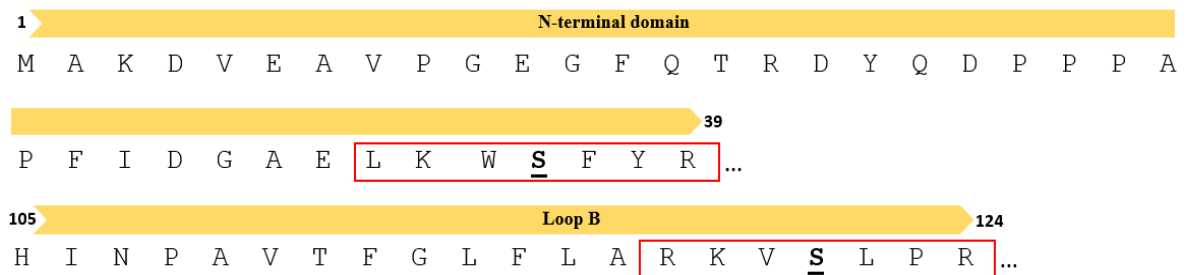 1 N-terminal domain
M A K D V E A V P G E G F Q T R D Y Q D P P P A
39
P F I D G A E L K W S F Y R ...
105 Loop B 124
H I N P A V T F G L F L A R K V S L P R ...